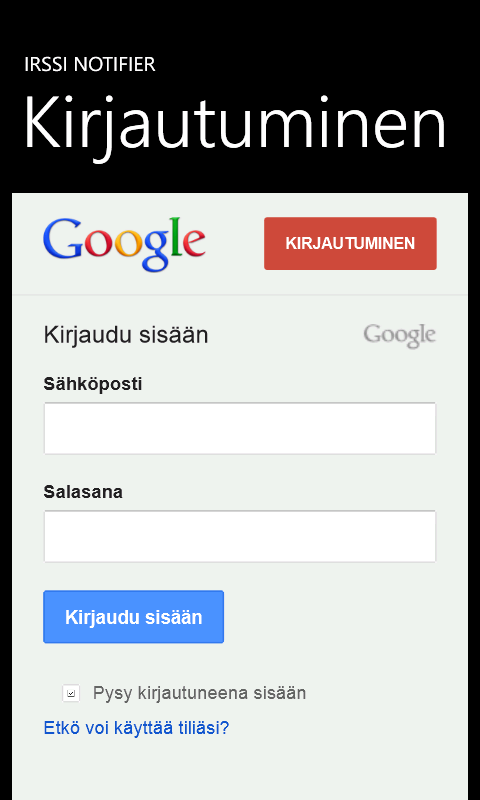 IRSSI NOTIFIER
Kirjautuminen
Google
KIRJAUTUMINEN
Kirjaudu sisään
Google
Sähköposti
Salasana
Kirjaudu sisään
Pysy kirjautuneena sisään
Etkö voi käyttää tiliäsi?